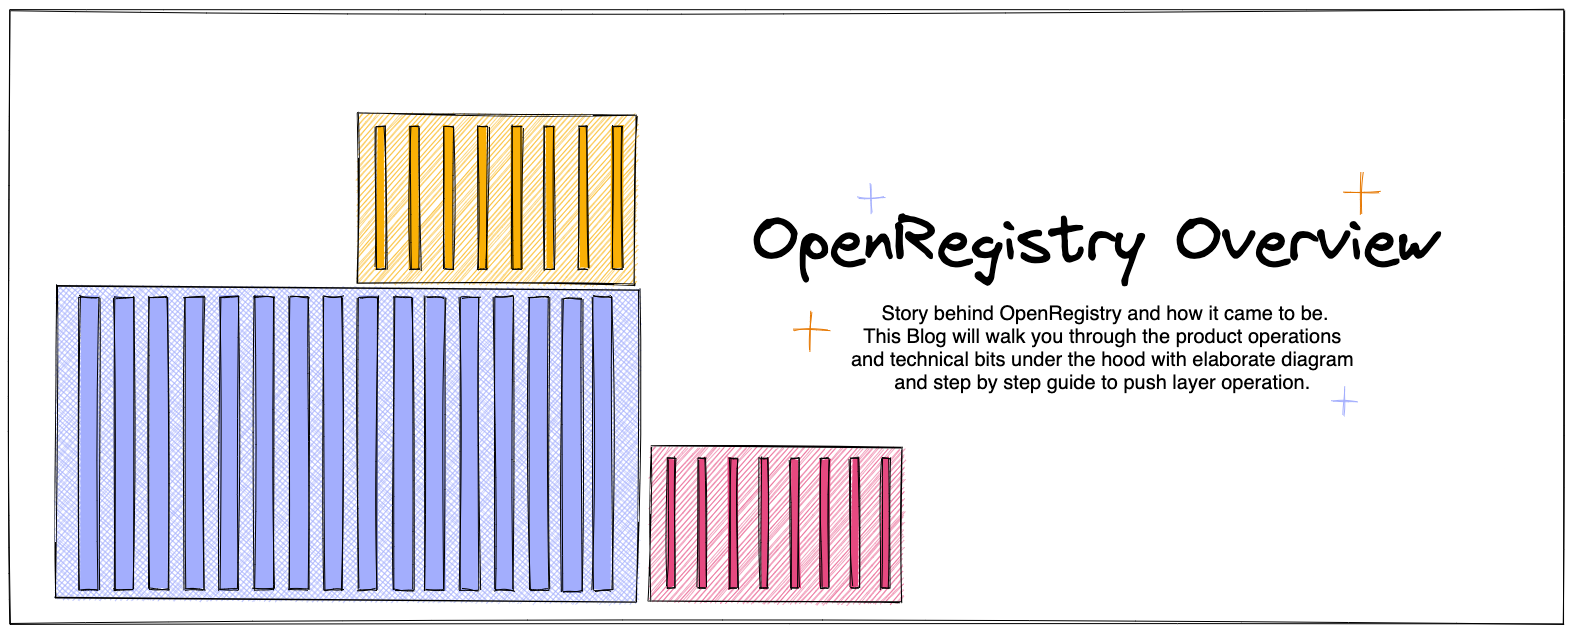 OpenRegistry Overview
Story behind OpenRegistry and how it came to be.
This Blog will walk you through the product operations
and technical bits under the hood with elaborate diagram
and step by step guide to push layer operation.